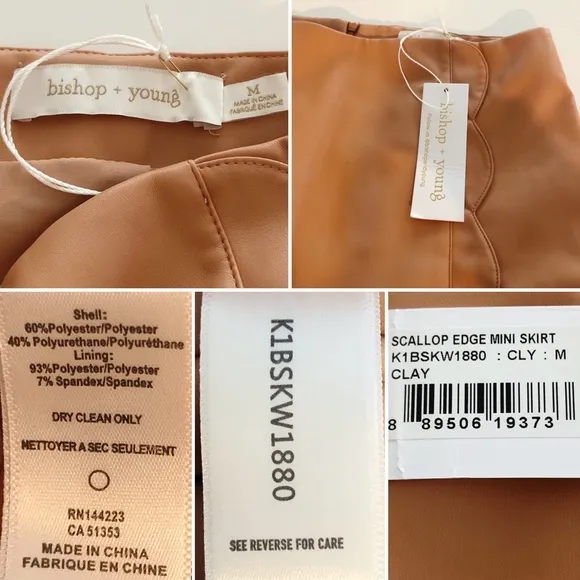 bishop + young
M
MADE IN CHINA
FABRIQUÉ EN CHINE
bishop + young
Shell:
60%Polyester/Polyester
40% Polyurethane/Polyuréthane
Lining:
93%Polyester/Polyester
7% Spandex/Spandex
DRY CLEAN ONLY
NETTOYER A SEC SEULEMENT
RN144223
CA 51353
MADE IN CHINA
FABRIQUE EN CHINE
K1BSKW1880
SEE REVERSE FOR CARE
SCALLOP EDGE MINI SKIRT
K1BSKW1880 : CLY : M
CLAY
8 89506 19373